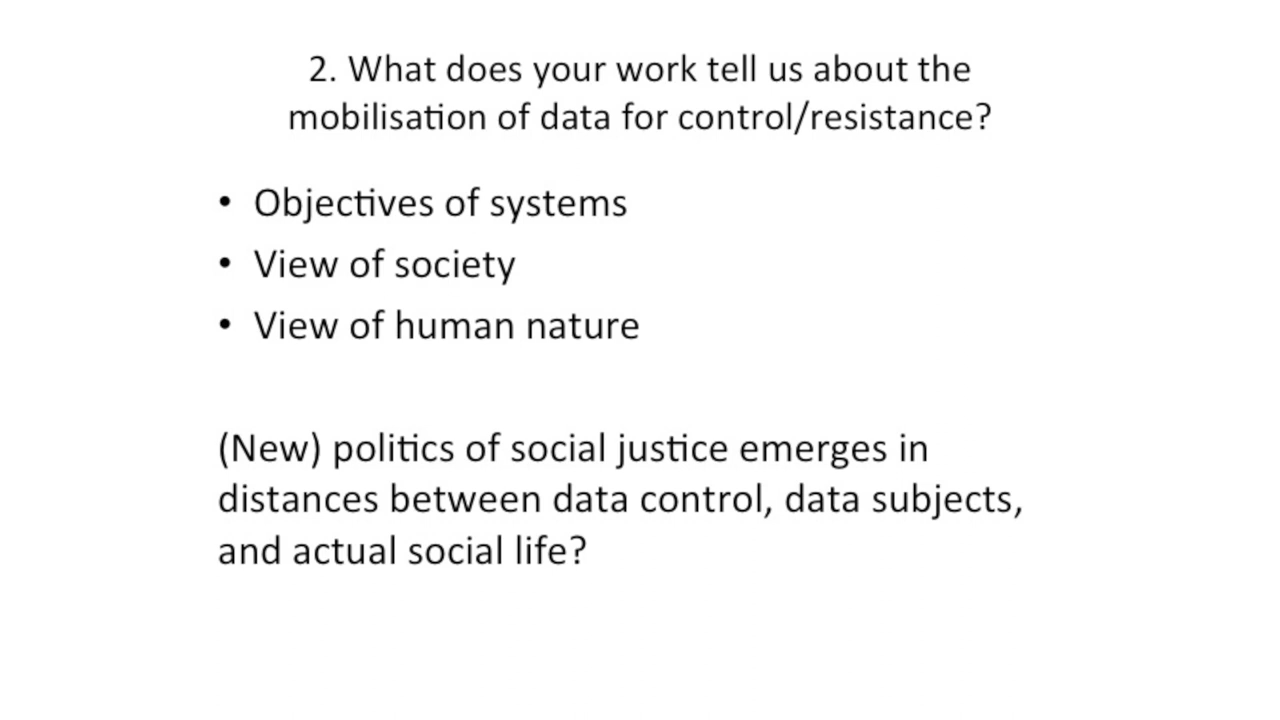 2. What does your work tell us about the
mobilisation of data for control/resistance?
• Objectives of systems
• View of society
• View of human nature
(New) politics of social justice emerges in
distances between data control, data subjects,
and actual social life?